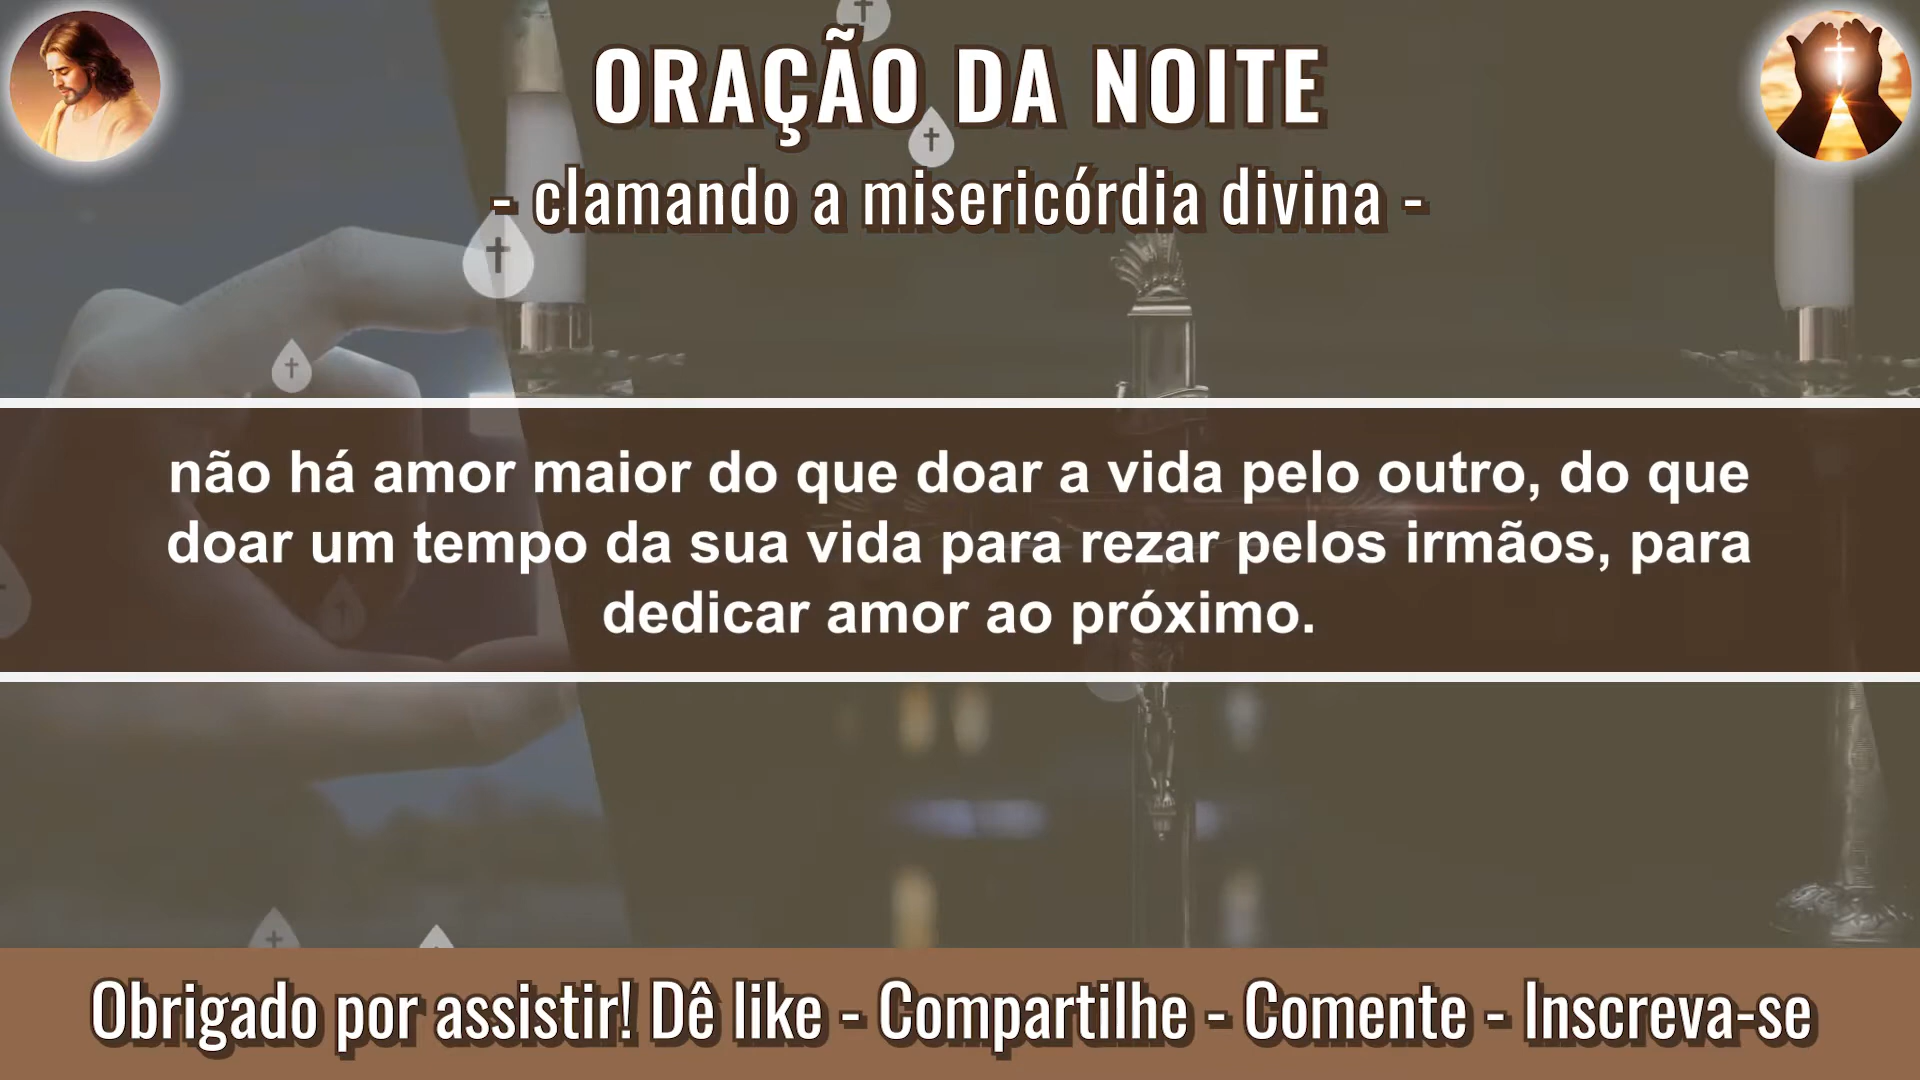 ORAÇÃO DA NOITE
- clamando a misericórdia divina -
não há amor maior do que doar a vida pelo outro, do que
doar um tempo da sua vida para rezar pelos irmãos, para
dedicar amor ao próximo.
Obrigado por assistir! Dê like - Compartilhe - Comente - Inscreva-se